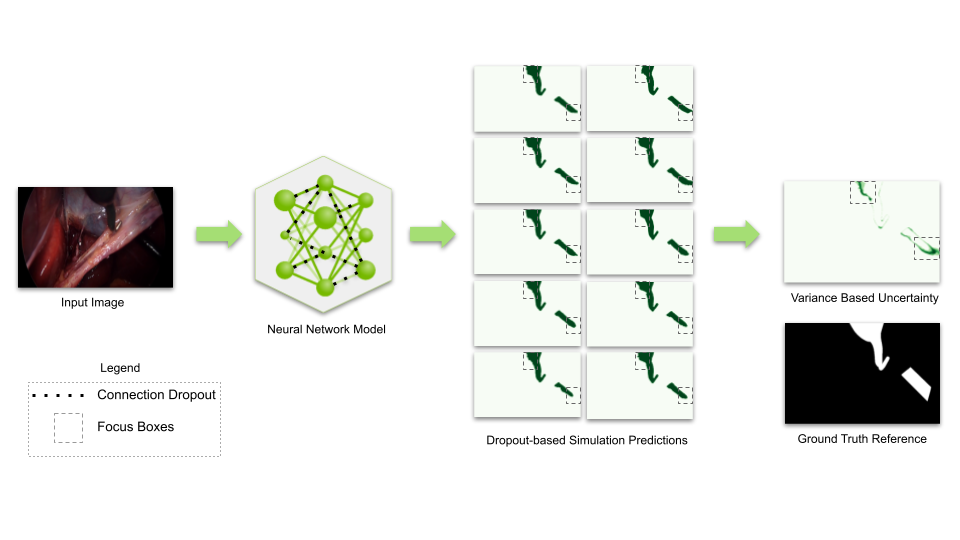 Input Image
Neural Network Model
Dropout-based Simulation Predictions
Variance Based Uncertainty
Ground Truth Reference
Legend
Connection Dropout
Focus Boxes